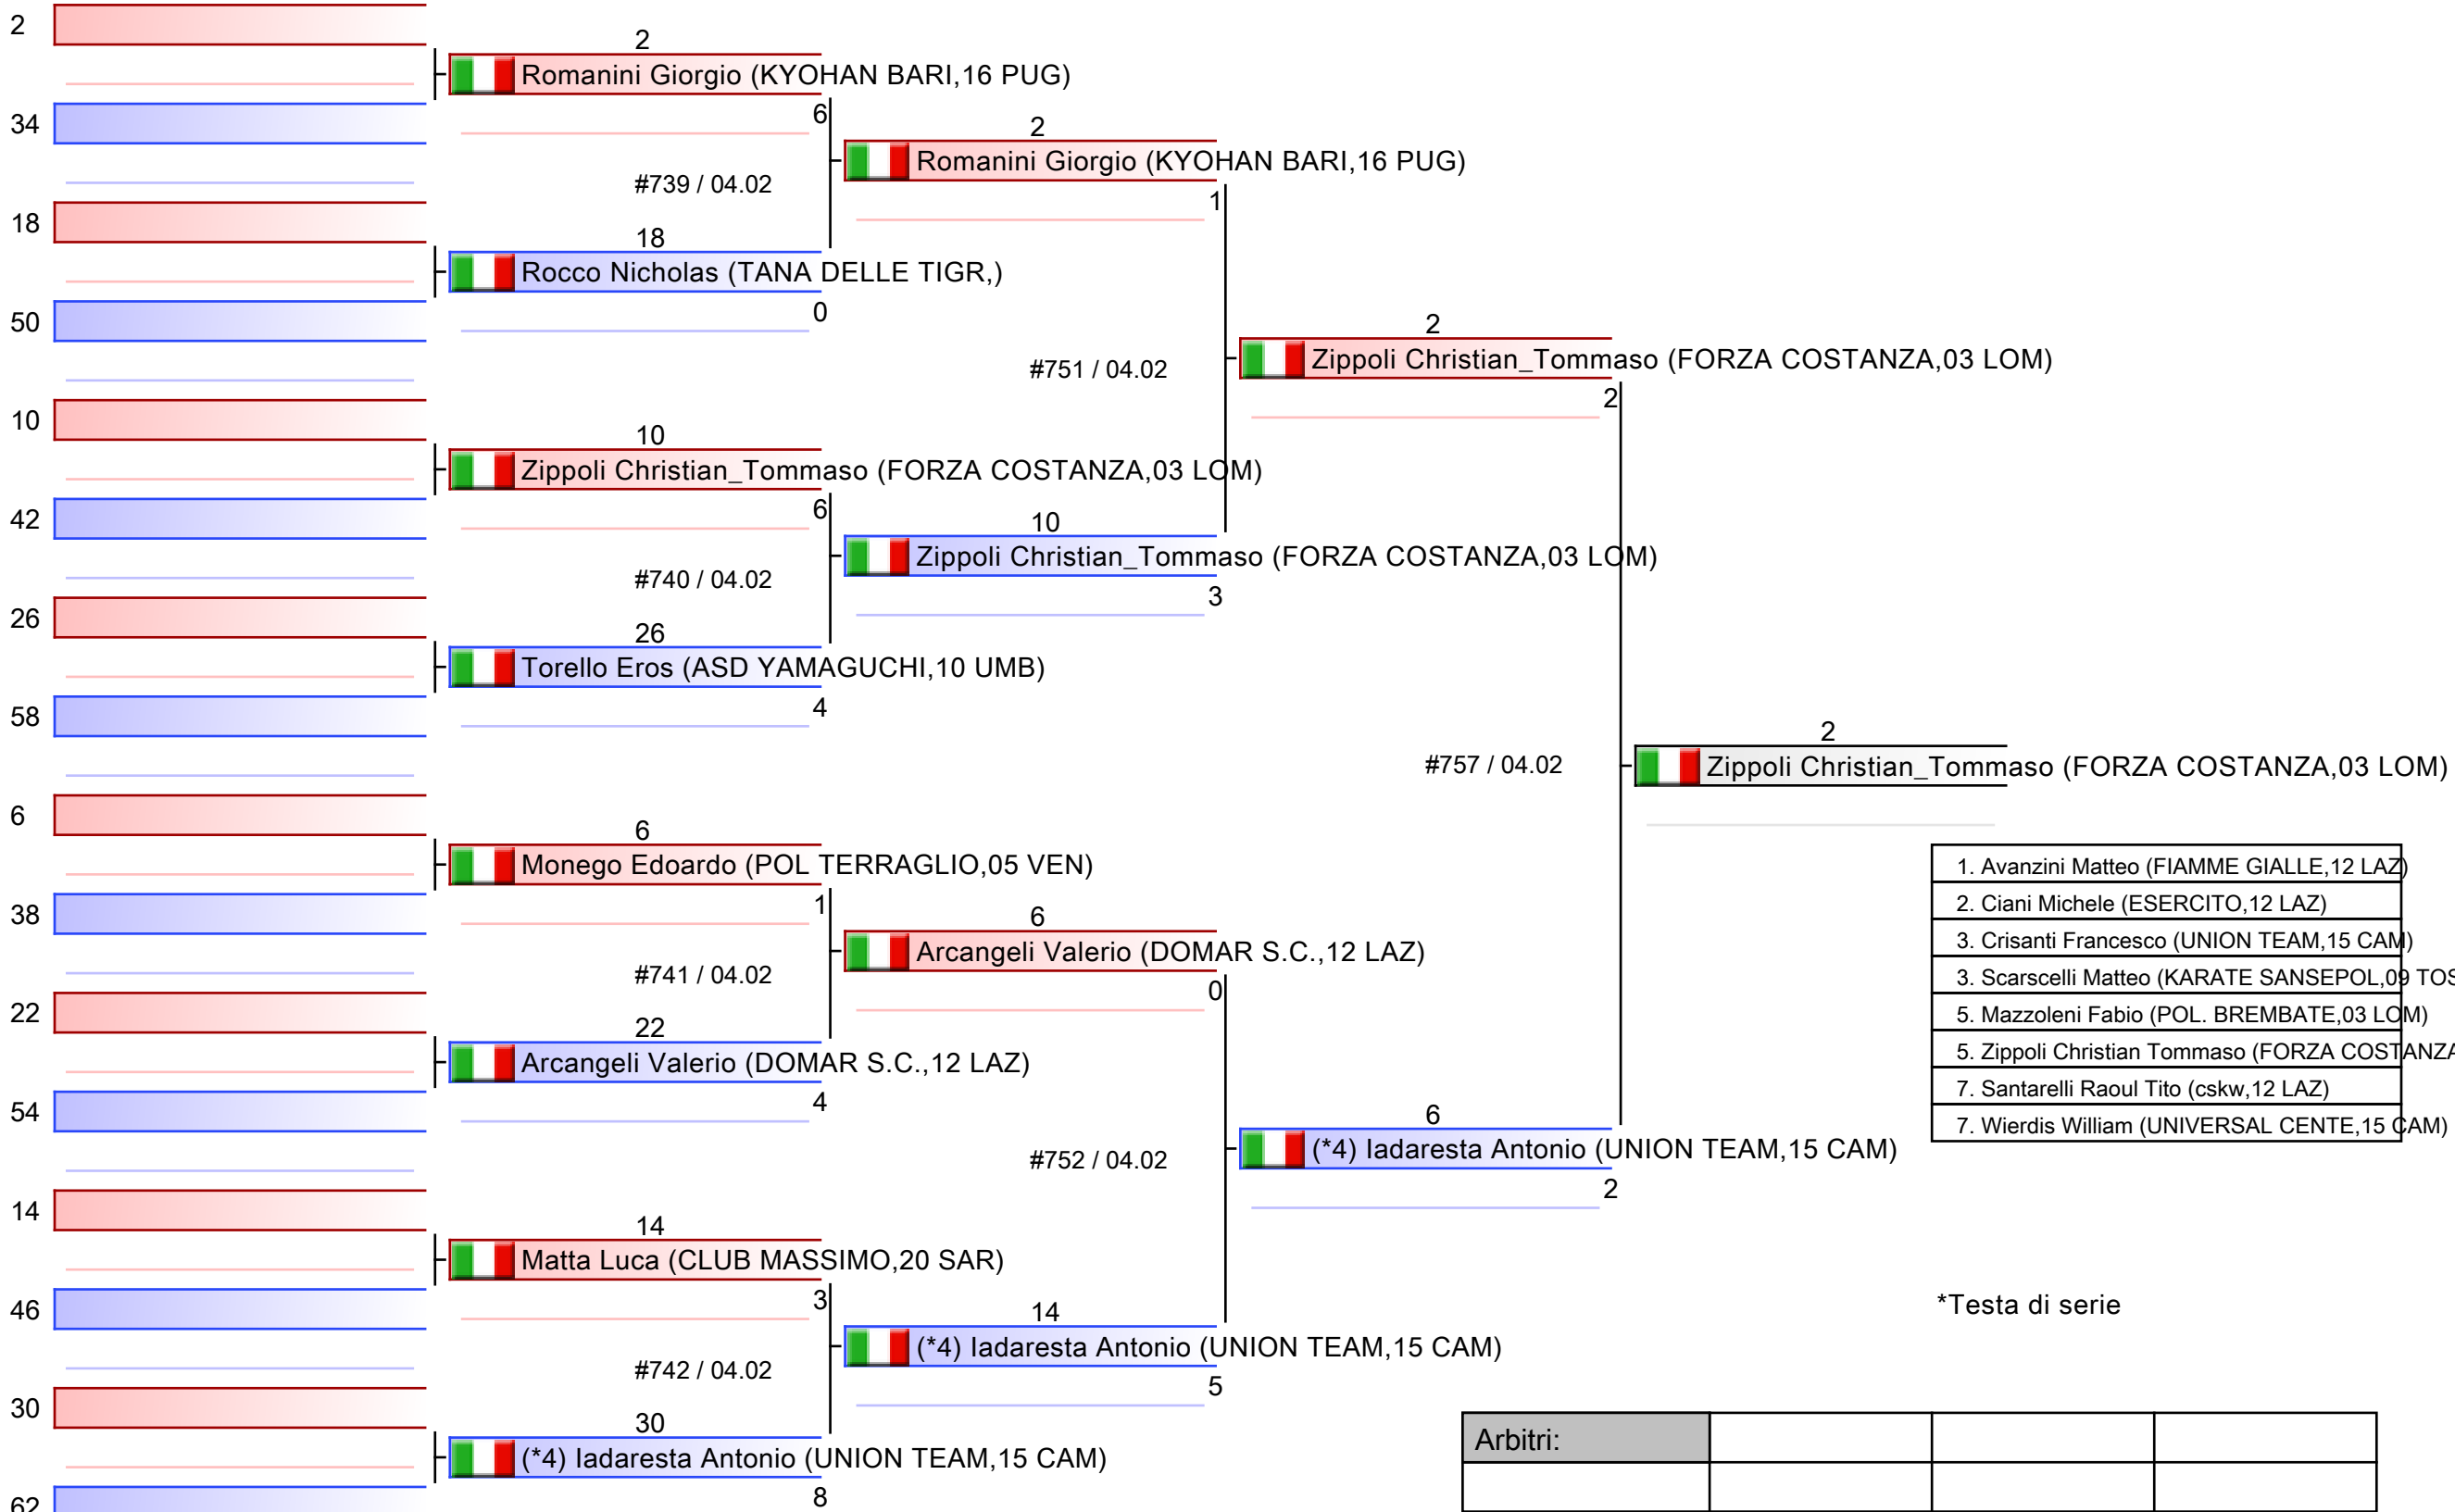 2
2
Romanini Giorgio (KYOHAN BARI,16 PUG)
6
34
2
Romanini Giorgio (KYOHAN BARI,16 PUG)
#739 / 04.02
1
18
18
Rocco Nicholas (TANA DELLE TIGR,)
0
50
2
Zippoli Christian_Tommaso (FORZA COSTANZA,03 LOM)
#751 / 04.02
2
10
10
Zippoli Christian_Tommaso (FORZA COSTANZA,03 LOM)
6
42
10
Zippoli Christian_Tommaso (FORZA COSTANZA,03 LOM)
#740 / 04.02
3
26
26
Torello Eros (ASD YAMAGUCHI,10 UMB)
4
58
2
#757 / 04.02
Zippoli Christian_Tommaso (FORZA COSTANZA,03 LOM)
6
6
Monego Edoardo (POL TERRAGLIO,05 VEN)
1
38
6
Arcangeli Valerio (DOMAR S.C.,12 LAZ)
#741 / 04.02
0
22
22
Arcangeli Valerio (DOMAR S.C.,12 LAZ)
4
54
1. Avanzini Matteo (FIAMME GIALLE,12 LAZ)
2. Ciani Michele (ESERCITO,12 LAZ)
3. Crisanti Francesco (UNION TEAM,15 CAM)
3. Scarscelli Matteo (KARATE SANSEPOL,09 TOS
5. Mazzoleni Fabio (POL. BREMBATE,03 LOM)
5. Zippoli Christian Tommaso (FORZA COSTANZA
7. Santarelli Raoul Tito (cskw,12 LAZ)
7. Wierdis William (UNIVERSAL CENTE,15 CAM)
6
(*4) Iadaresta Antonio (UNION TEAM,15 CAM)
#752 / 04.02
2
14
14
Matta Luca (CLUB MASSIMO,20 SAR)
3
46
14
(*4) Iadaresta Antonio (UNION TEAM,15 CAM)
*Testa di serie
#742 / 04.02
5
30
30
(*4) Iadaresta Antonio (UNION TEAM,15 CAM)
8
62
Arbitri: